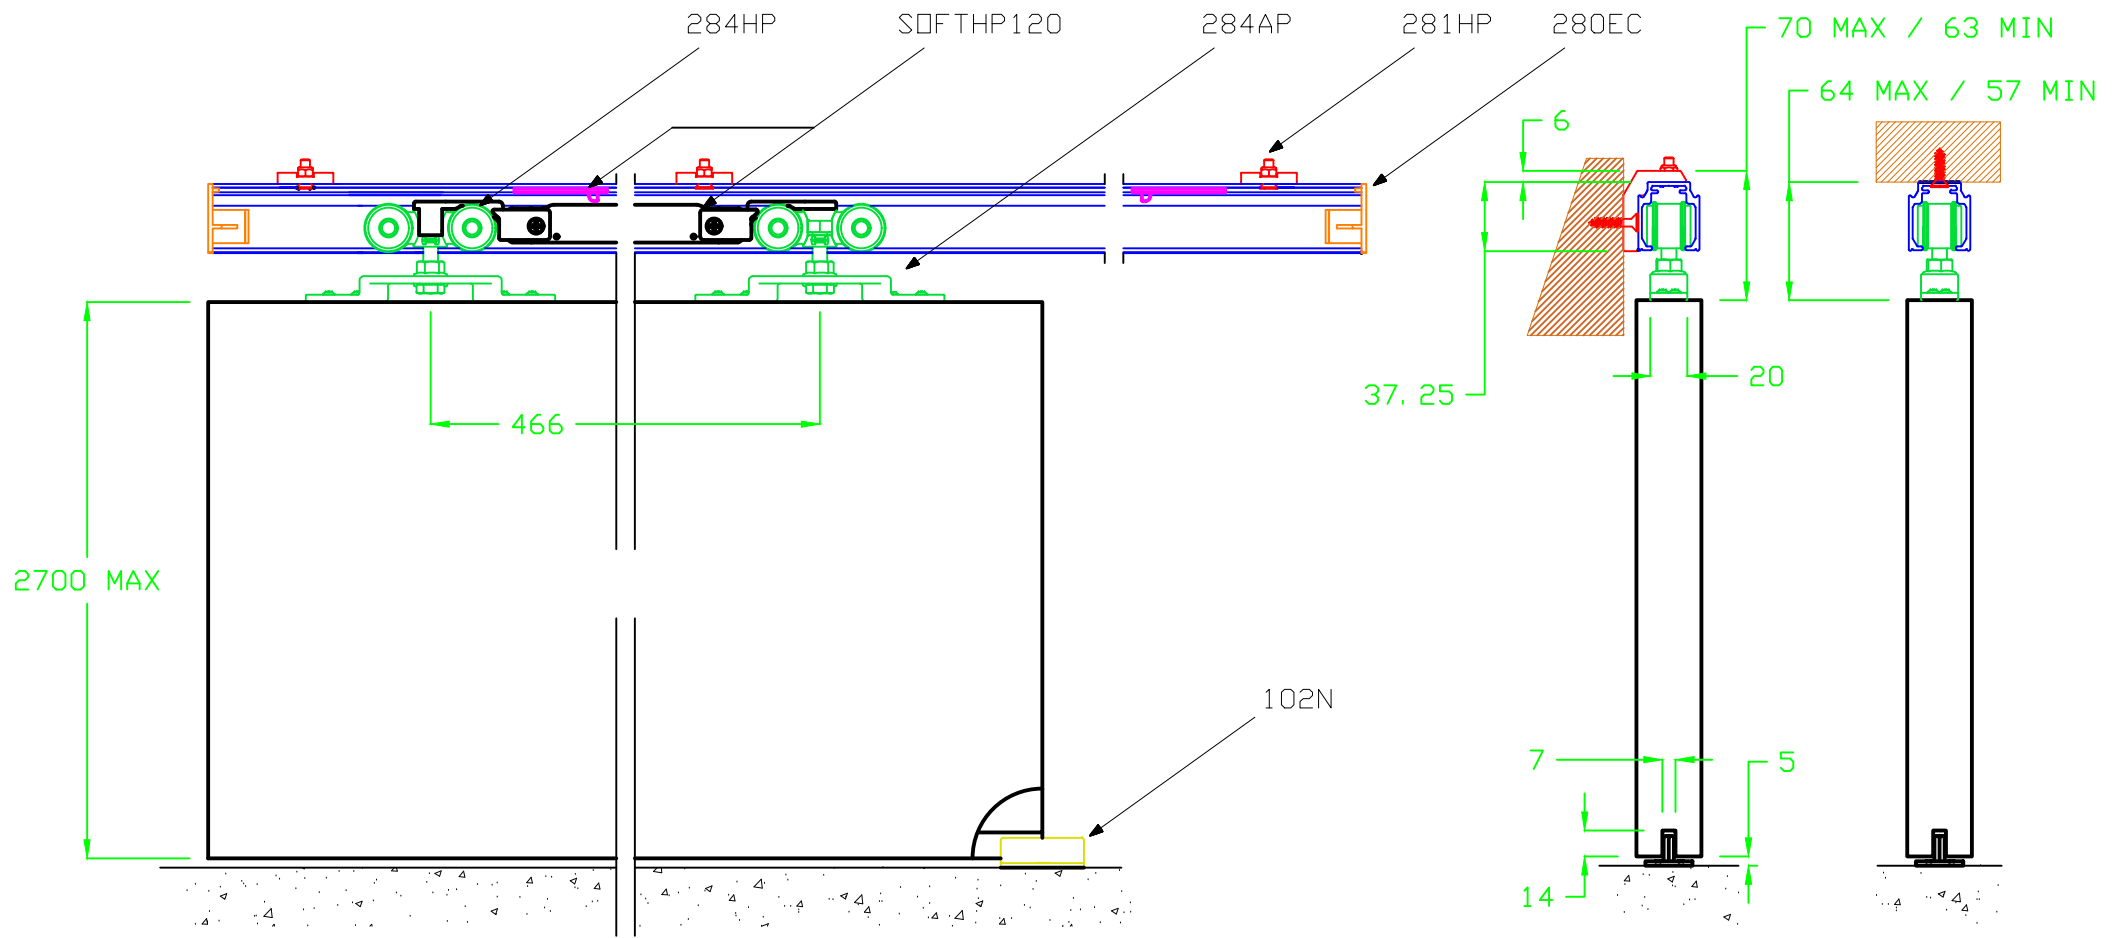 284HP
SOFTHP120
284AP
281HP
280EC
70 MAX / 63 MIN
64 MAX / 57 MIN
6
37.25
20
466
2700 MAX
102N
7
5
14